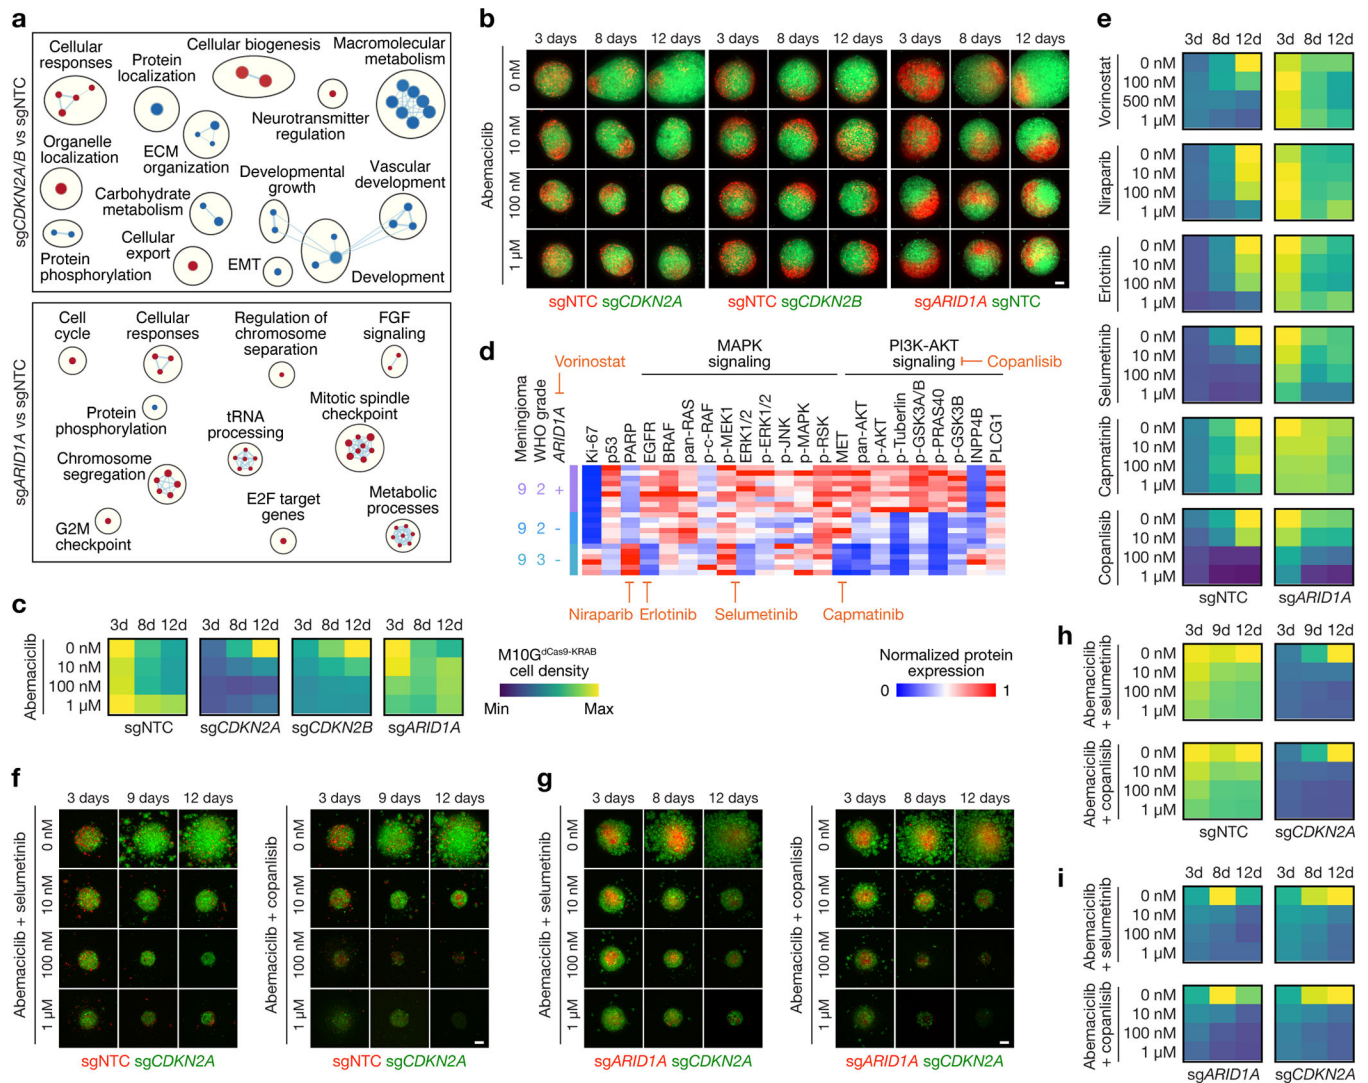 a
sgCDKN2A/B vs sgNTC
Cellular responses
Protein localization
Cellular biogenesis
Macromolecular metabolism
Neurotransmitter regulation
Organelle localization
ECM organization
Developmental growth
Vascular development
Carbohydrate metabolism
Cellular export
Protein phosphorylation
EMT
Development
sgARID1A vs sgNTC
Cell cycle
Cellular responses
Regulation of chromosome separation
FGF signaling
Protein phosphorylation
tRNA processing
Mitotic spindle checkpoint
Chromosome segregation
E2F target genes
Metabolic processes
G2M checkpoint
b
3 days 8 days 12 days 3 days 8 days 12 days 3 days 8 days 12 days
Abemaciclib
0 nM
10 nM
100 nM
1 µM
sgNTC sgCDKN2A
sgNTC sgCDKN2B
sgARID1A sgNTC
c
3d 8d 12d 3d 8d 12d 3d 8d 12d 3d 8d 12d
Abemaciclib
0 nM
10 nM
100 nM
1 µM
sgNTC sgCDKN2A sgCDKN2B sgARID1A
M10GdCas9-KRAB
cell density
Min Max
d
Vorinostat
MAPK signaling
PI3K-AKT signaling
Copanlisib
Meningioma
WHO grade
ARID1A
Ki-67
p53
PARP
EGFR
BRAF
pan-RAS
p-c-RAF
p-MEK1
ERK1/2
p-ERK1/2
p-JNK
p-MAPK
p-RSK
MET
pan-AKT
p-AKT
p-Tuberlin
p-GSK3A/B
p-PRAS40
p-GSK3B
INPP4B
PLCG1
9 2 +
9 2 -
9 3 -
Niraparib Erlotinib Selumetinib Capmatinib
Normalized protein
expression
0 1
e
3d 8d 12d 3d 8d 12d
Vorinostat
0 nM
100 nM
500 nM
1 µM
Niraparib
0 nM
10 nM
100 nM
1 µM
Erlotinib
0 nM
10 nM
100 nM
1 µM
Selumetinib
0 nM
10 nM
100 nM
1 µM
Capmatinib
0 nM
10 nM
100 nM
1 µM
Copanlisib
0 nM
10 nM
100 nM
1 µM
sgNTC sgARID1A
f
3 days 9 days 12 days 3 days 9 days 12 days
Abemaciclib + selumetinib
0 nM
10 nM
100 nM
1 µM
Abemaciclib + copanlisib
0 nM
10 nM
100 nM
1 µM
sgNTC sgCDKN2A
sgNTC sgCDKN2A
g
3 days 8 days 12 days 3 days 8 days 12 days
Abemaciclib + selumetinib
0 nM
10 nM
100 nM
1 µM
Abemaciclib + copanlisib
0 nM
10 nM
100 nM
1 µM
sgARID1A sgCDKN2A
sgARID1A sgCDKN2A
h
3d 9d 12d 3d 9d 12d
Abemaciclib
+ selumetinib
0 nM
10 nM
100 nM
1 µM
Abemaciclib
+ copanlisib
0 nM
10 nM
100 nM
1 µM
sgNTC sgCDKN2A
i
3d 8d 12d 3d 8d 12d
Abemaciclib
+ selumetinib
0 nM
10 nM
100 nM
1 µM
Abemaciclib
+ copanlisib
0 nM
10 nM
100 nM
1 µM
sgARID1A sgCDKN2A